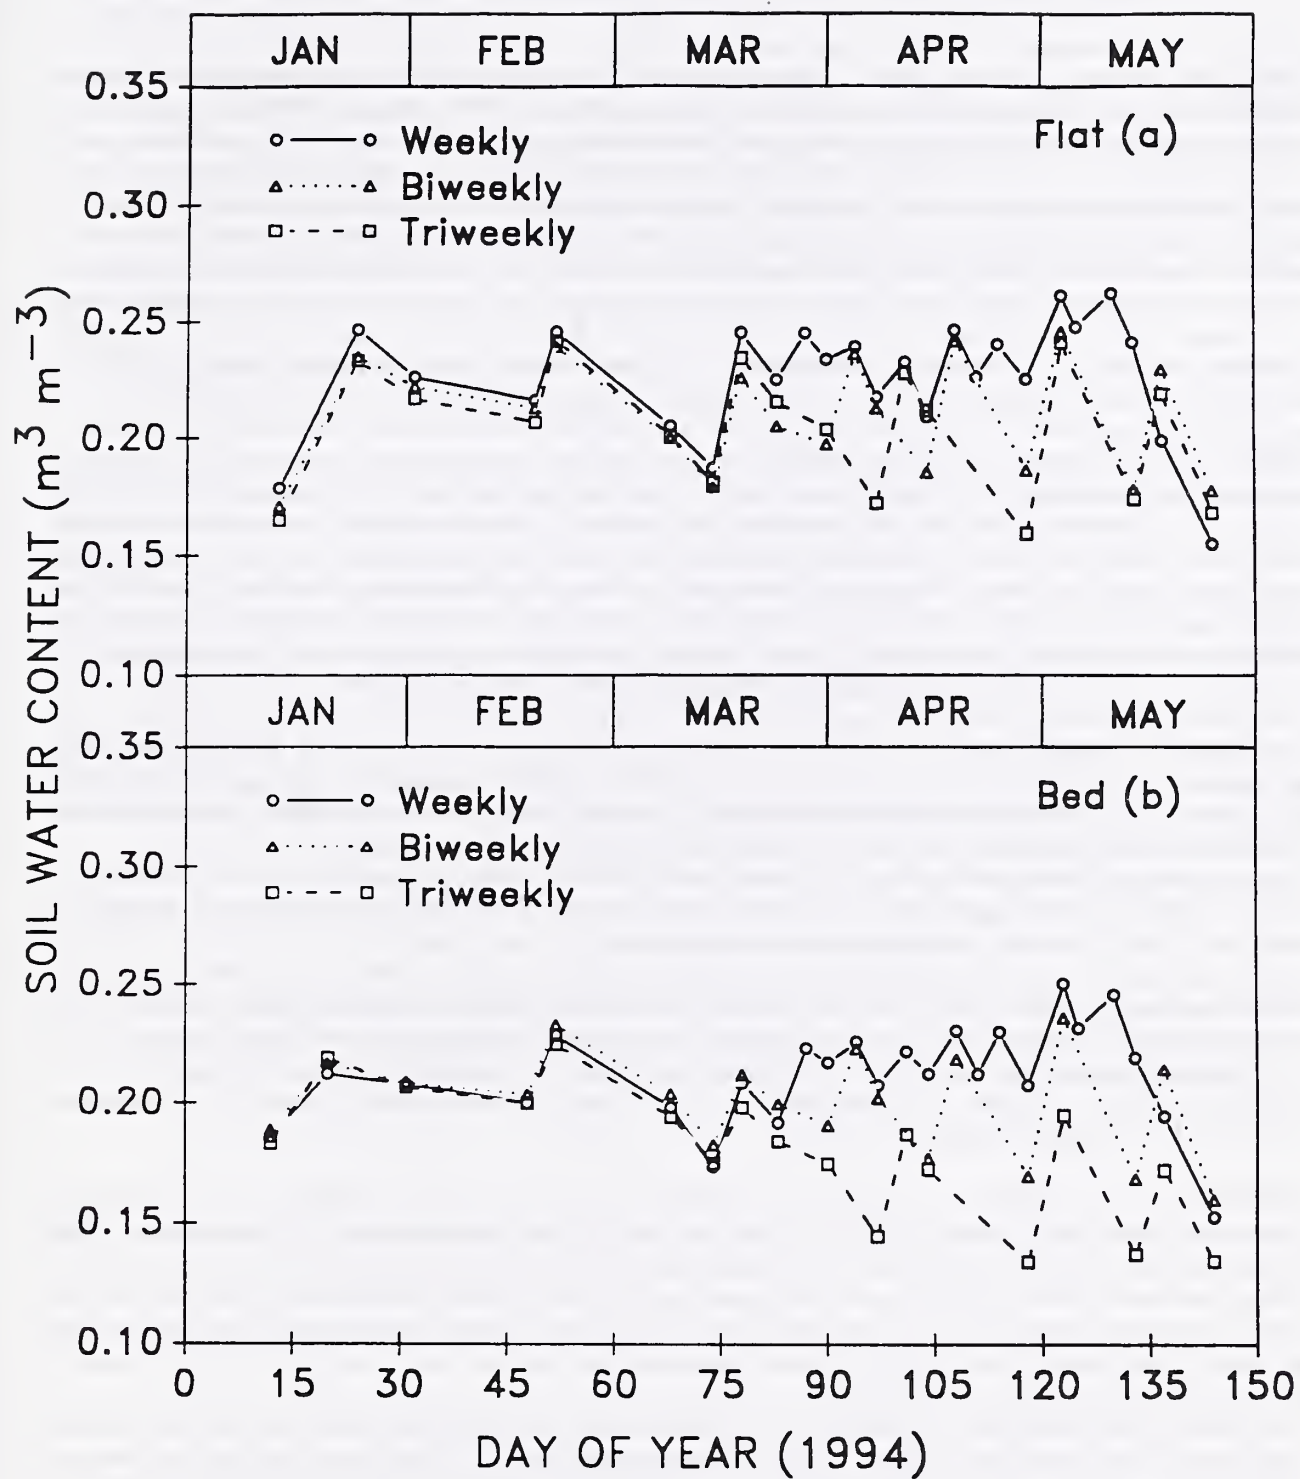 JAN FEB MAR APR MAY
0.35
Flat (a)
Weekly
Biweekly
Triweekly
0.30
0.25
0.20
0.15
0.10
SOIL WATER CONTENT (m³ m−3)
JAN FEB MAR APR MAY
0.35
Bed (b)
Weekly
Biweekly
Triweekly
0.30
0.25
0.20
0.15
0.10
0 15 30 45 60 75 90 105 120 135 150
DAY OF YEAR (1994)